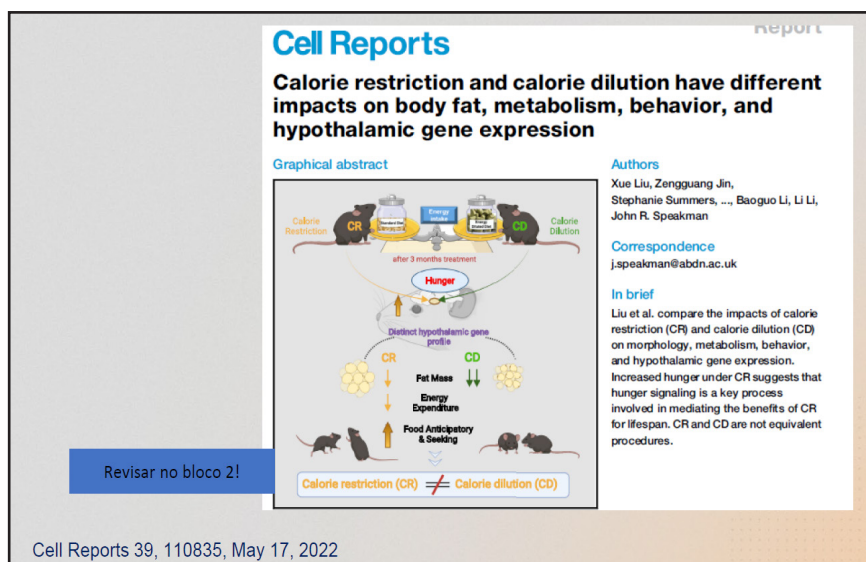 Report
Cell Reports
Calorie restriction and calorie dilution have different
impacts on body fat, metabolism, behavior, and
hypothalamic gene expression
Graphical abstract
Calorie
Restriction
CR
Standard Diet
Energy
Intake
Energy
Diluted Diet
CD
Calorie
Dilution
after 3 months treatment
Hunger
Distinct hypothalamic gene
profile
CR
CD
Fat Mass
Energy
Expenditure
Food Anticipatory
& Seeking
Calorie restriction (CR)
Calorie dilution (CD)
Authors
Xue Liu, Zengguang Jin,
Stephanie Summers, ..., Baoguo Li, Li Li,
John R. Speakman
Correspondence
j.speakman@abdn.ac.uk
In brief
Liu et al. compare the impacts of calorie
restriction (CR) and calorie dilution (CD)
on morphology, metabolism, behavior,
and hypothalamic gene expression.
Increased hunger under CR suggests that
hunger signaling is a key process
involved in mediating the benefits of CR
for lifespan. CR and CD are not equivalent
procedures.
Revisar no bloco 2!
Cell Reports 39, 110835, May 17, 2022